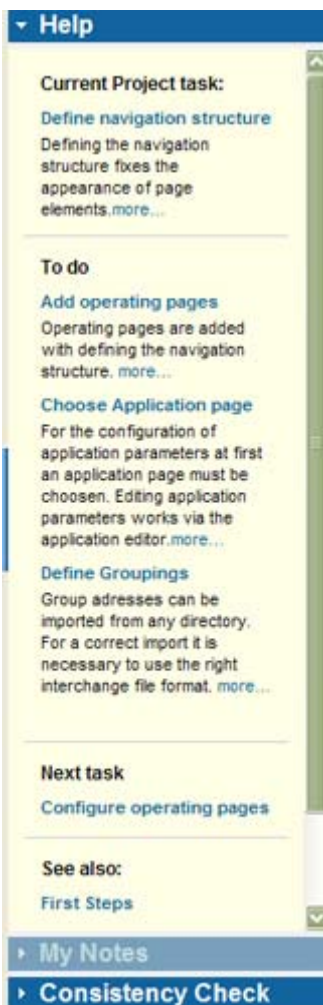 Help
Current Project task:
Define navigation structure
Defining the navigation
structure fixes the
appearance of page
elements.more...
To do
Add operating pages
Operating pages are added
with defining the navigation
structure. more...
Choose Application page
For the configuration of
application parameters at first
an application page must be
choosen. Editing application
parameters works via the
application editor.more...
Define Groupings
Group adresses can be
imported from any directory.
For a correct import it is
necessary to use the right
interchange file format. more...
Next task
Configure operating pages
See also:
First Steps
My Notes
Consistency Check